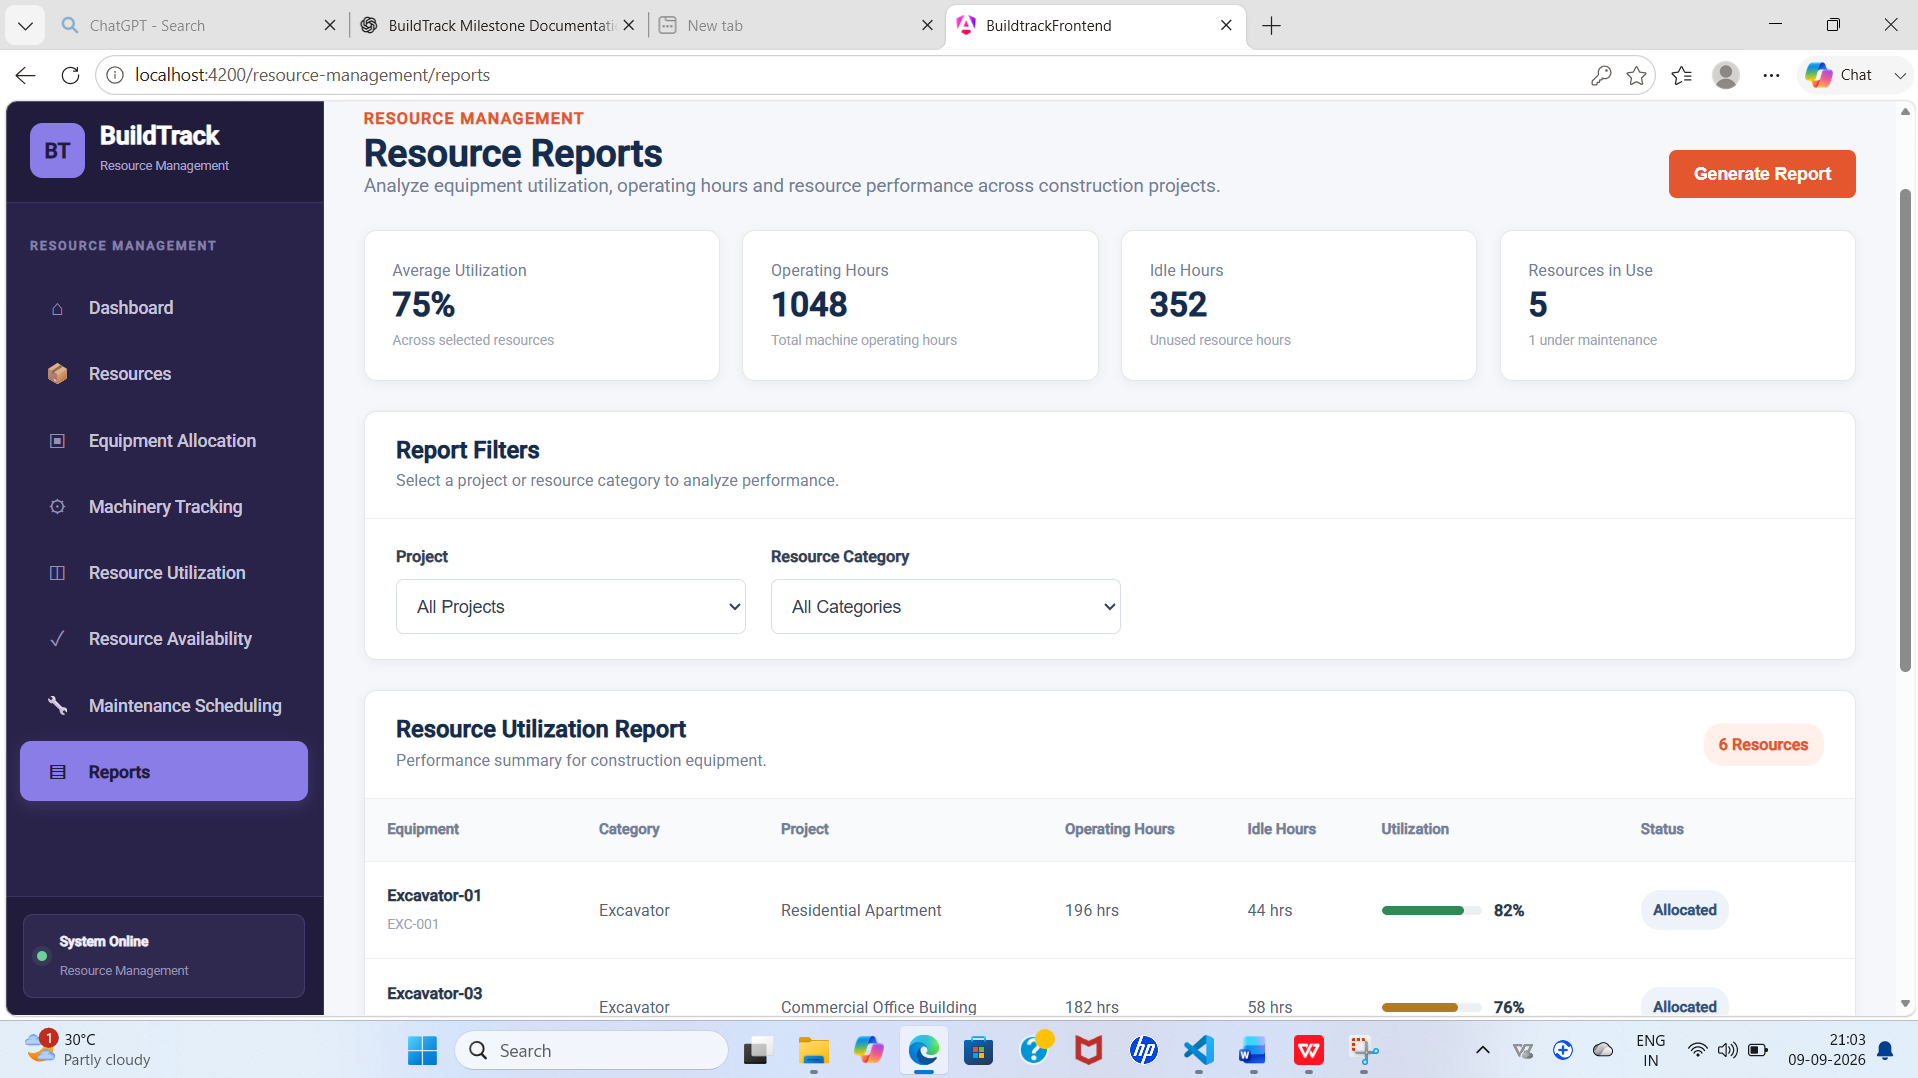 ChatGPT - Search
BuildTrack Milestone Documentati
New tab
BuildtrackFrontend
localhost:4200/resource-management/reports
Chat
BT
BuildTrack
Resource Management
RESOURCE MANAGEMENT
Dashboard
Resources
Equipment Allocation
Machinery Tracking
Resource Utilization
Resource Availability
Maintenance Scheduling
Reports
System Online
Resource Management
RESOURCE MANAGEMENT
Resource Reports
Analyze equipment utilization, operating hours and resource performance across construction projects.
Generate Report
Average Utilization
75%
Across selected resources
Operating Hours
1048
Total machine operating hours
Idle Hours
352
Unused resource hours
Resources in Use
5
1 under maintenance
Report Filters
Select a project or resource category to analyze performance.
Project
All Projects
Resource Category
All Categories
Resource Utilization Report
Performance summary for construction equipment.
6 Resources
Equipment Category Project Operating Hours Idle Hours Utilization Status
Excavator-01
EXC-001
Excavator Residential Apartment 196 hrs 44 hrs 82% Allocated
Excavator-03
Excavator Commercial Office Building 182 hrs 58 hrs 76% Allocated
1
30°C
Partly cloudy
Search
ENG
IN
21:03
09-09-2026